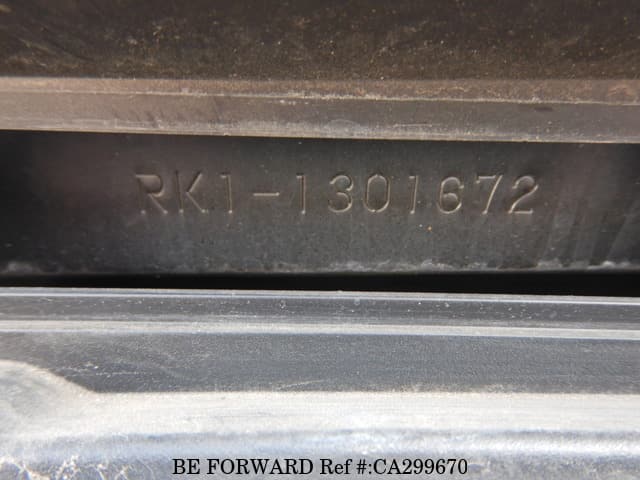 RK1-1301672
BE FORWARD Ref #:CA299670